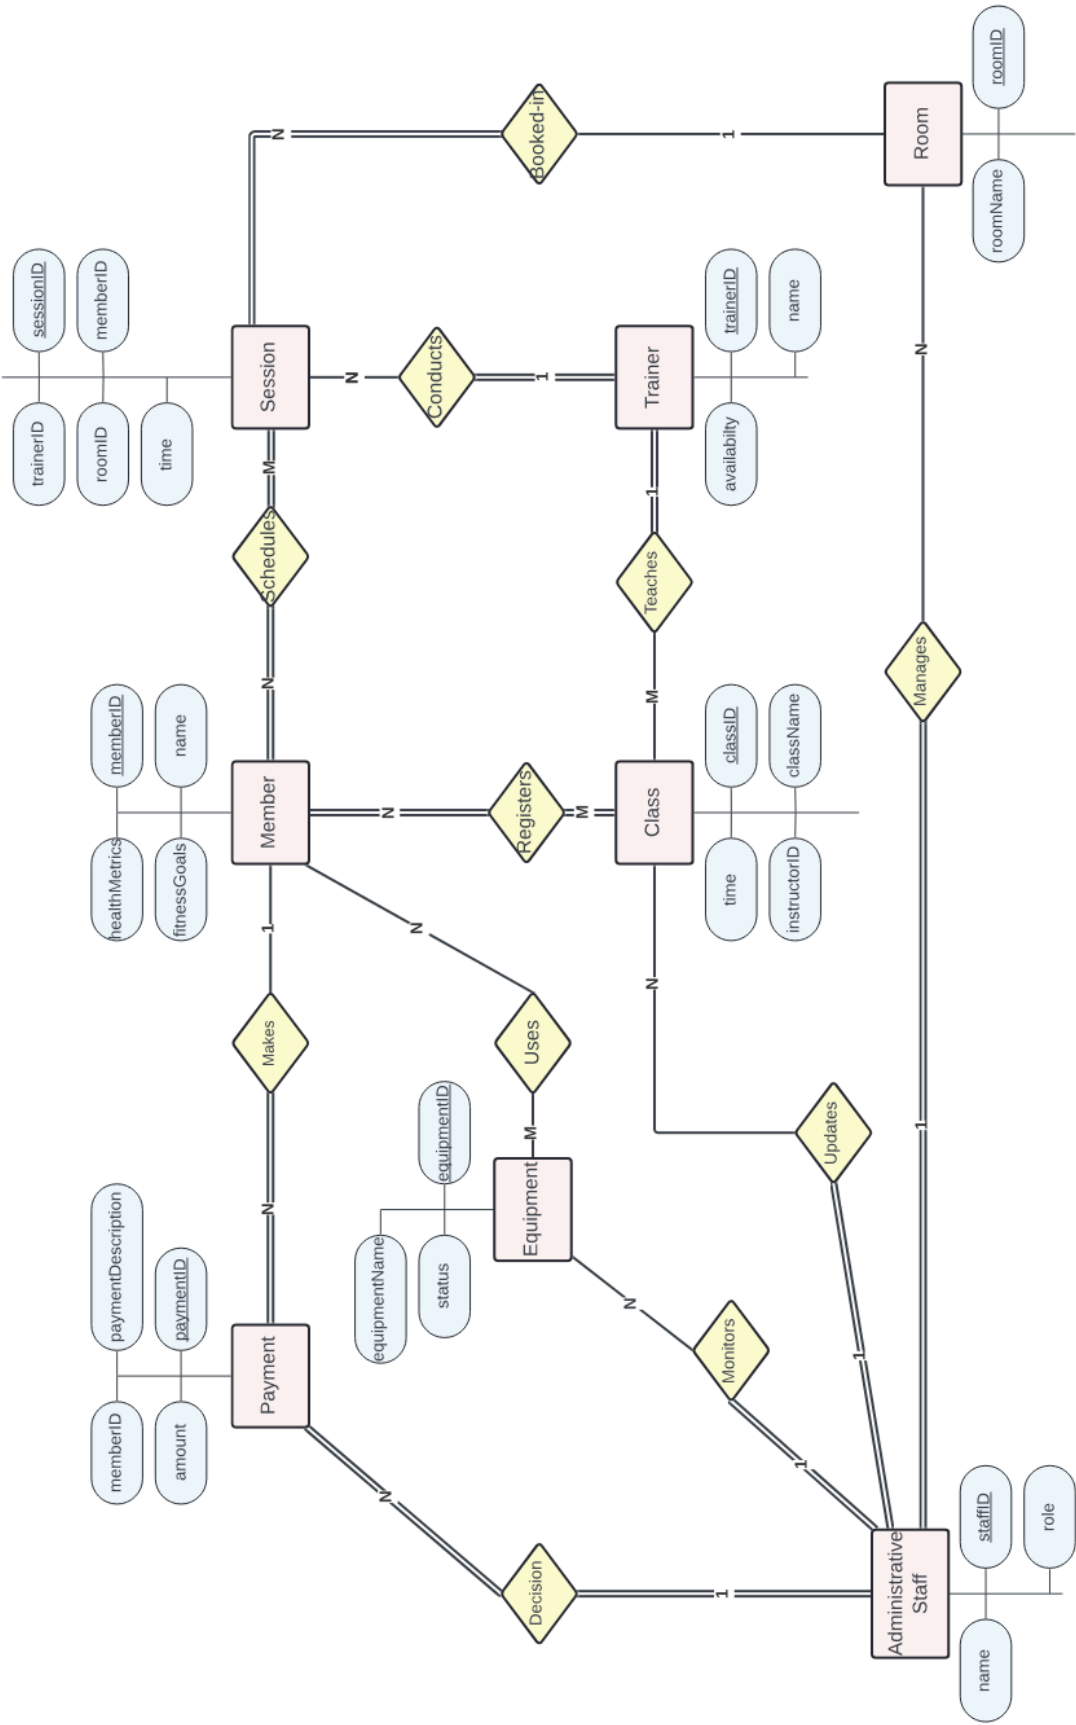 trainerID
sessionID
memberID
paymentDescription
healthMetrics
memberID
roomID
memberID
amount
paymentID
fitnessGoals
name
time
Payment
N
Makes
1
Member
N
Schedules
M
Session
N
N
equipmentName
N
N
status
equipmentID
N
Conducts
Decision
Equipment
M
Uses
Registers
1
Booked-in
M
N
N
Class
M
Teaches
1
Trainer
1
Monitors
time
classID
availabilty
trainerID
1
1
instructorID
className
name
Updates
1
Administrative
Staff
1
Manages
N
Room
name
staffID
roomName
roomID
role